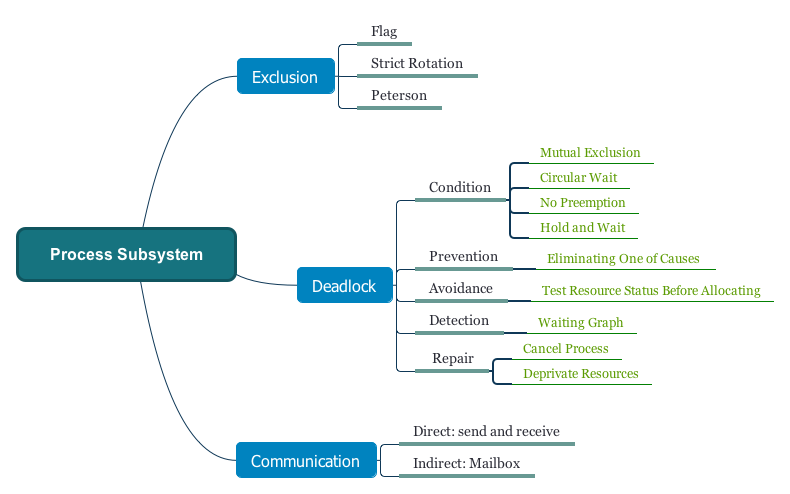 Process Subsystem
Exclusion
Flag
Strict Rotation
Peterson
Deadlock
Condition
Mutual Exclusion
Circular Wait
No Preemption
Hold and Wait
Prevention
Eliminating One of Causes
Avoidance
Test Resource Status Before Allocating
Detection
Waiting Graph
Repair
Cancel Process
Deprivate Resources
Communication
Direct: send and receive
Indirect: Mailbox